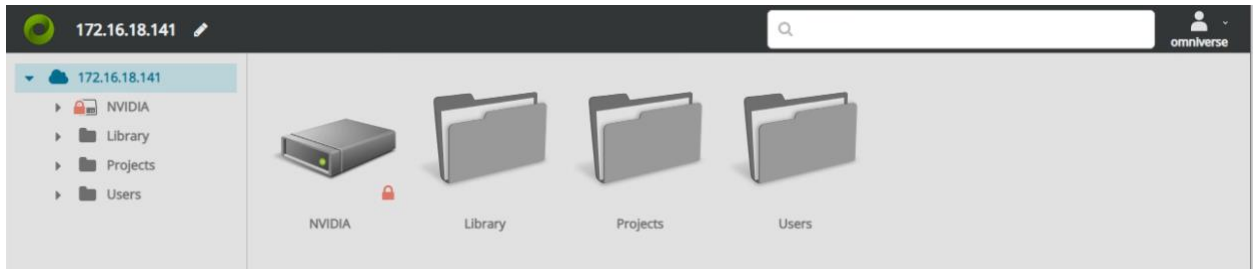 172.16.18.141
omniverse
172.16.18.141
NVIDIA
Library
Projects
Users
NVIDIA Library Projects Users